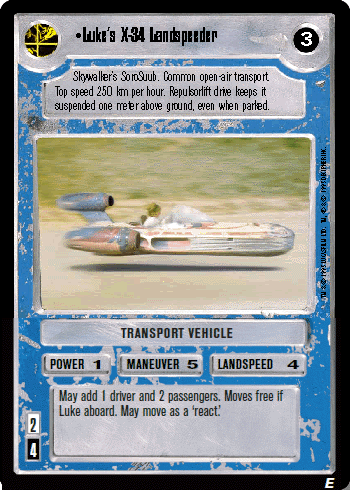 •Luke's X-34 Landspeeder
3
Skywalker's SoroSuub. Common open-air transport.
Top speed 250 km per hour. Repulsorlift drive keeps it
suspended one meter above ground, even when parked.
TRANSPORT VEHICLE
POWER 1 MANEUVER 5 LANDSPEED 4
May add 1 driver and 2 passengers. Moves free if
Luke aboard. May move as a 'react.'
2
4
E